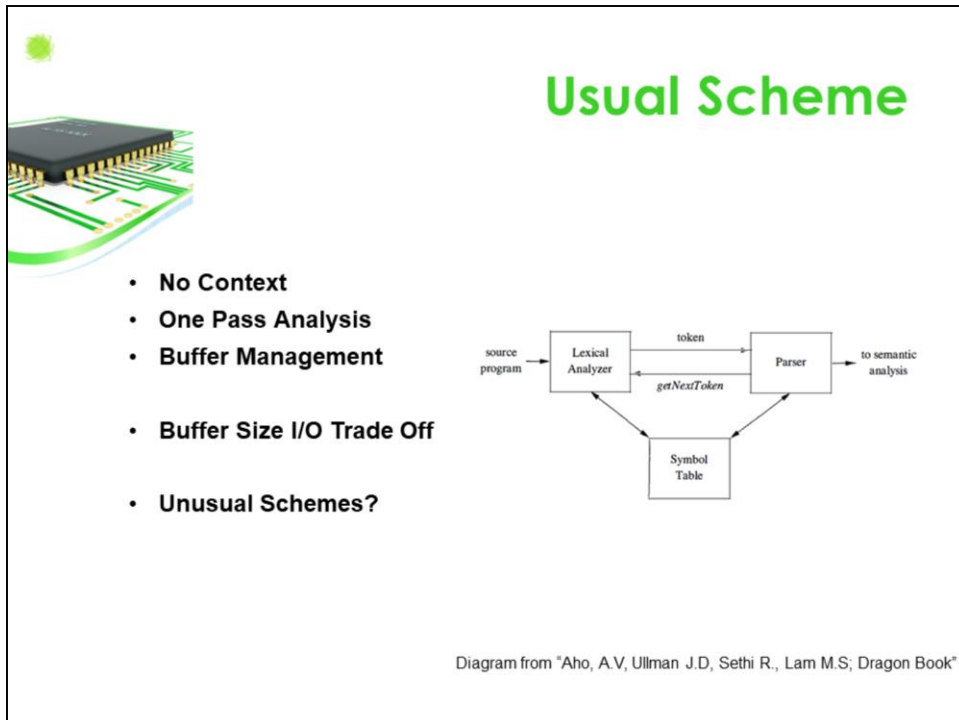 Usual Scheme
• No Context
• One Pass Analysis
• Buffer Management
• Buffer Size I/O Trade Off
• Unusual Schemes?
source
program
Lexical
Analyzer
token
getNextToken
Parser
to semantic
analysis
Symbol
Table
Diagram from “Aho, A.V, Ullman J.D, Sethi R., Lam M.S; Dragon Book”